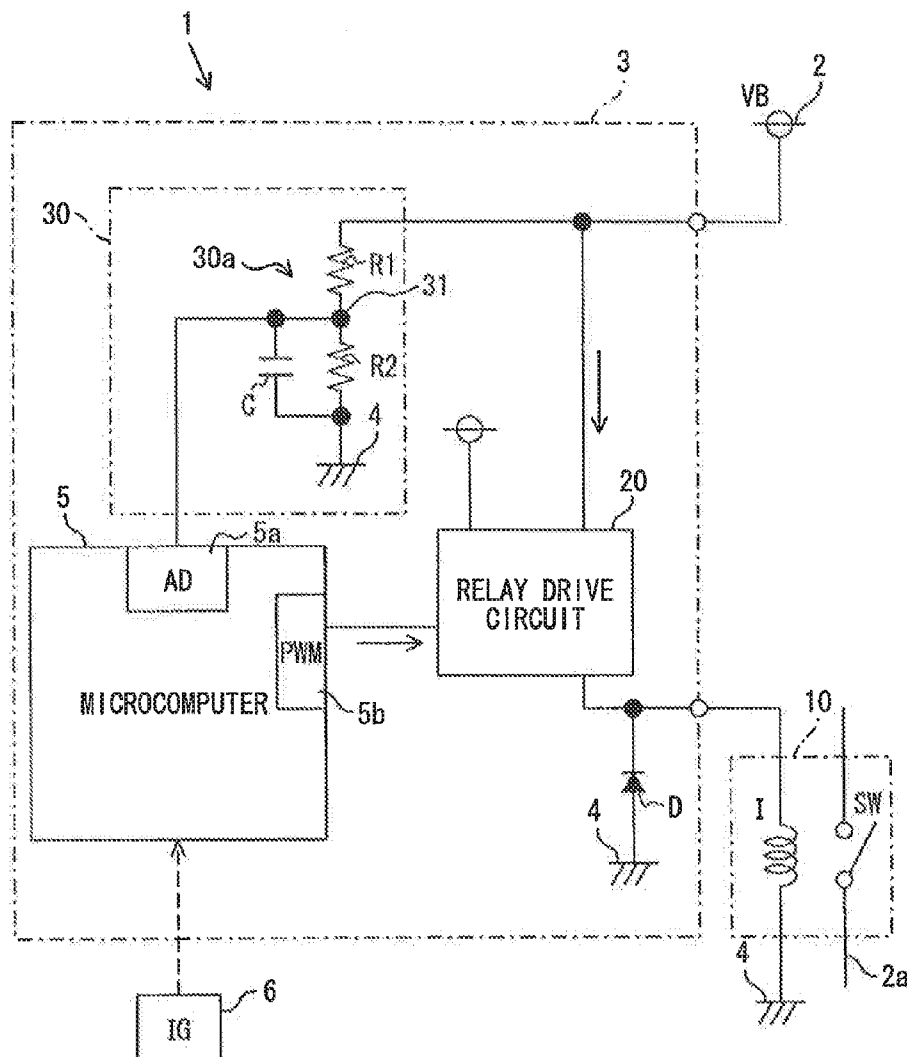 1
3
VB
2
30
30a
R1
31
R2
C
4
20
5
5a
AD
RELAY DRIVE
CIRCUIT
PWM
MICROCOMPUTER
5b
10
4
D
I
SW
4
2a
6
IG